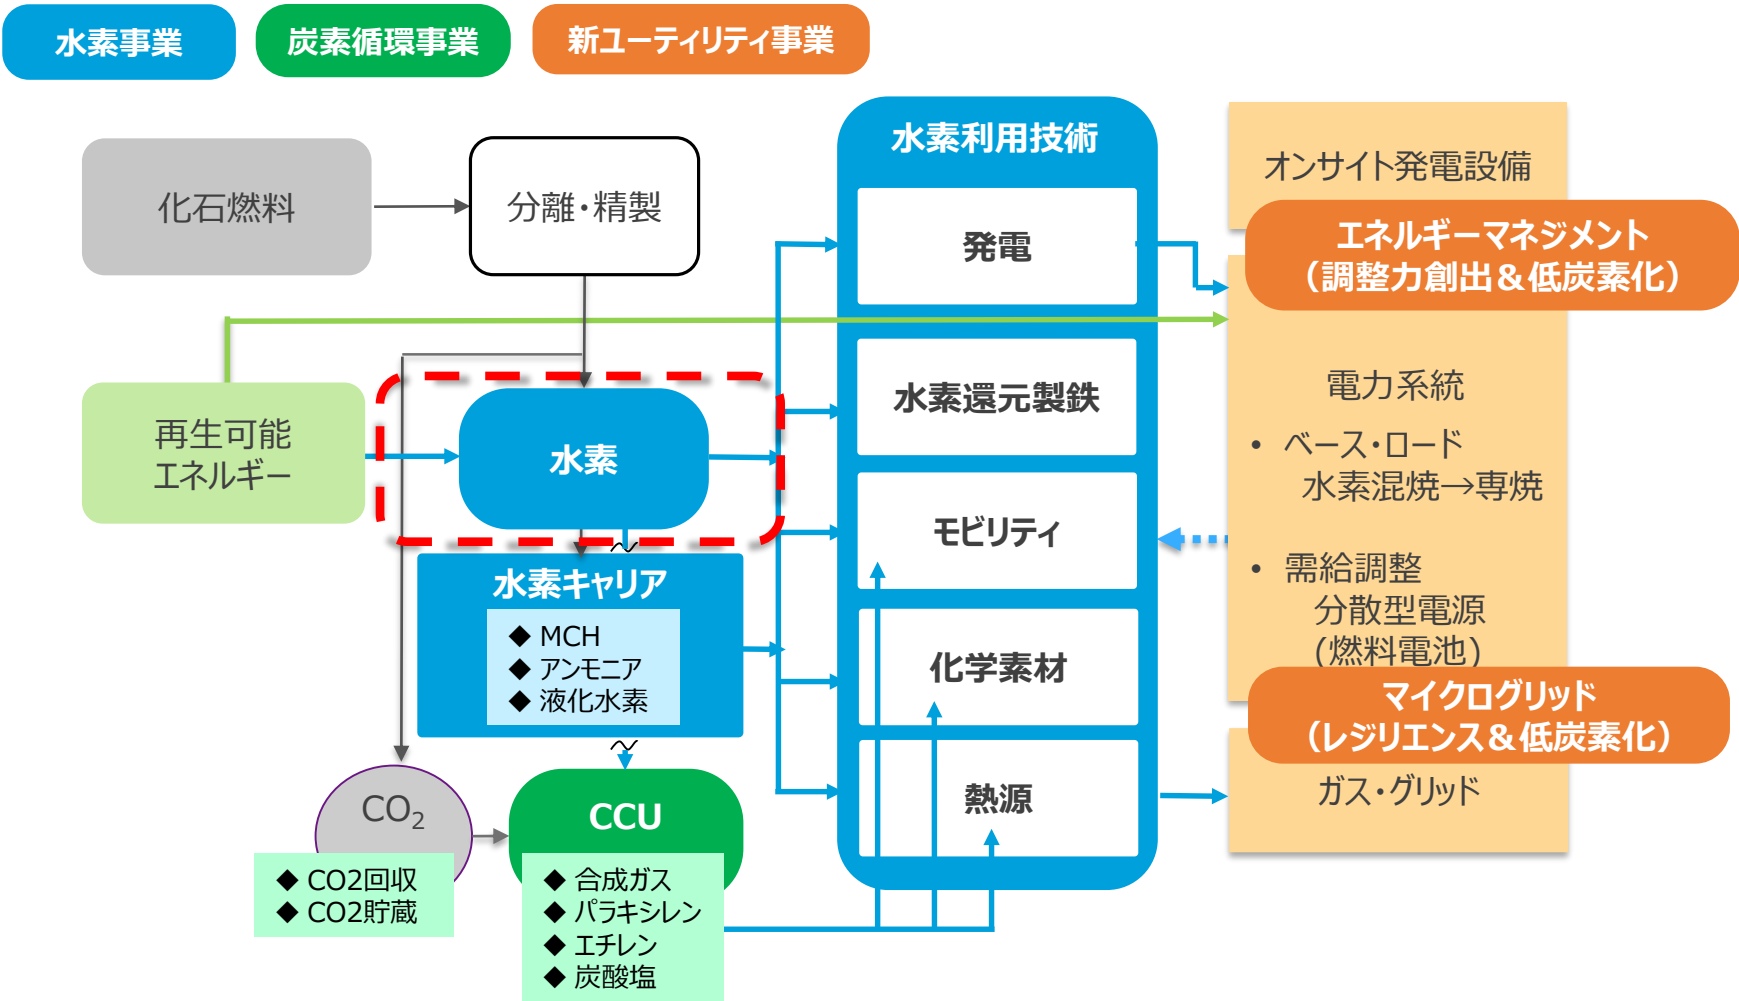 水素事業
炭素循環事業
新ユーティリティ事業
化石燃料
分離・精製
再生可能
エネルギー
水素
水素キャリア
◆ MCH
◆ アンモニア
◆ 液化水素
CO2
◆ CO2回収
◆ CO2貯蔵
CCU
◆ 合成ガス
◆ パラキシレン
◆ エチレン
◆ 炭酸塩
水素利用技術
発電
水素還元製鉄
モビリティ
化学素材
熱源
オンサイト発電設備
エネルギーマネジメント
（調整力創出＆低炭素化）
電力系統
• ベース・ロード
水素混焼→専焼
• 需給調整
分散型電源
(燃料電池)
マイクログリッド
（レジリエンス＆低炭素化）
ガス・グリッド